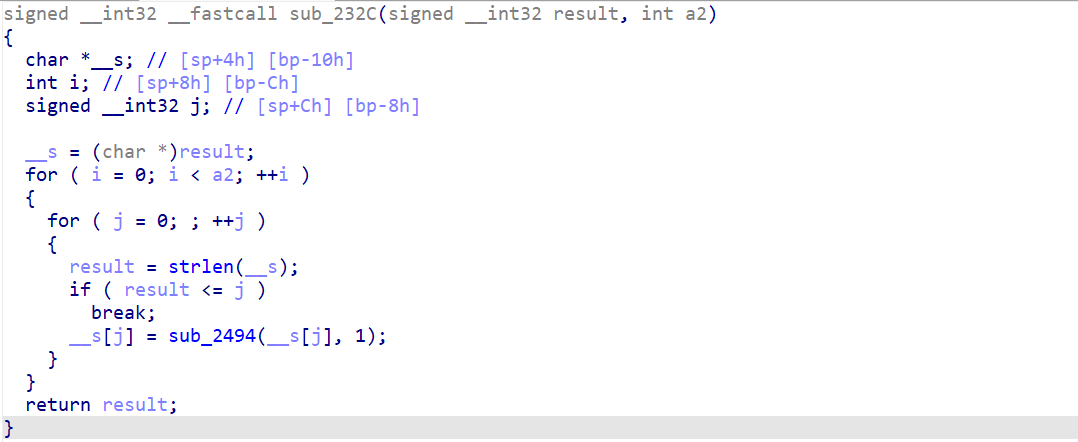 signed __int32 __fastcall sub_232C(signed __int32 result, int a2)
{
  char *__s; // [sp+4h] [bp-10h]
  int i; // [sp+8h] [bp-Ch]
  signed __int32 j; // [sp+Ch] [bp-8h]

  __s = (char *)result;
  for ( i = 0; i < a2; ++i )
  {
    for ( j = 0; ; ++j )
    {
      result = strlen(__s);
      if ( result <= j )
        break;
      __s[j] = sub_2494(__s[j], 1);
    }
  }
  return result;
}